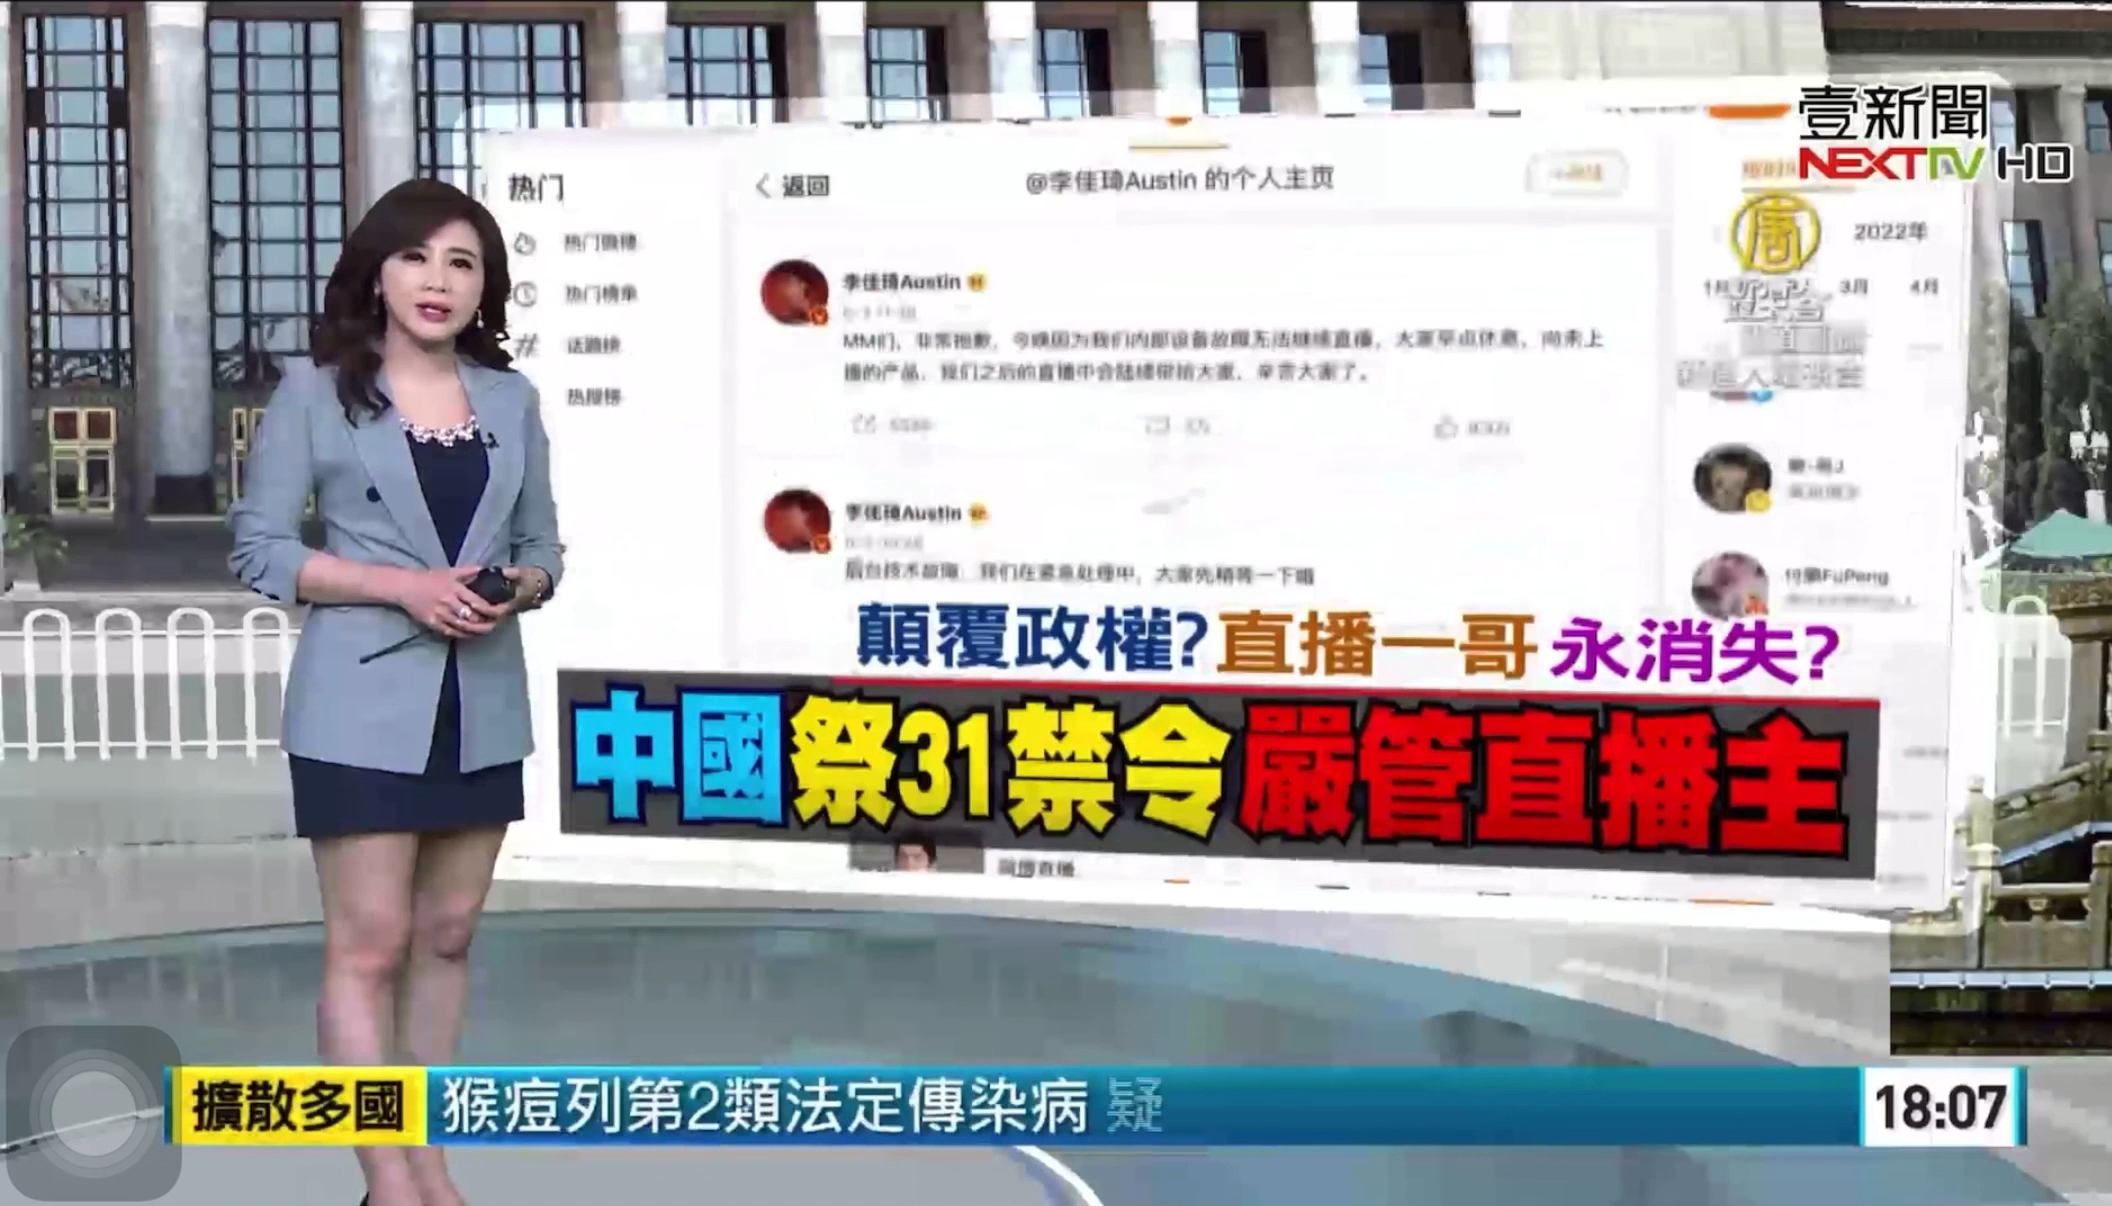 壹新聞
NEXTTV HD
热门
返回
@李佳琦Austin 的个人主页
2022年
1月
3月
4月
热门微博
热门榜单
话题榜
热搜榜
李佳琦Austin
MM们，非常抱歉，今晚因为我们内部设备故障无法继续直播，大家早点休息，尚未上
播的产品，我们之后的直播中会陆续带给大家，辛苦大家了。
李佳琦Austin
后台技术故障，我们在紧急处理中，大家先稍等一下哦
付鹏FuPeng
顛覆政權?直播一哥 永消失?
中國祭31禁令嚴管直播主
擴散多國
猴痘列第2類法定傳染病 疑
18:07